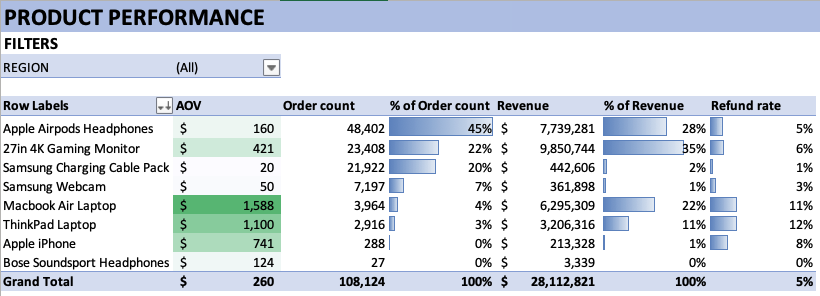 PRODUCT PERFORMANCE
FILTERS
REGION (All)
Row Labels AOV Order count % of Order count Revenue % of Revenue Refund rate
Apple Airpods Headphones $ 160 48,402 45% $ 7,739,281 28% 5%
27in 4K Gaming Monitor $ 421 23,408 22% $ 9,850,744 35% 6%
Samsung Charging Cable Pack $ 20 21,922 20% $ 442,606 2% 1%
Samsung Webcam $ 50 7,197 7% $ 361,898 1% 3%
Macbook Air Laptop $ 1,588 3,964 4% $ 6,295,309 22% 11%
ThinkPad Laptop $ 1,100 2,916 3% $ 3,206,316 11% 12%
Apple iPhone $ 741 288 0% $ 213,328 1% 8%
Bose Soundsport Headphones $ 124 27 0% $ 3,339 0% 0%
Grand Total $ 260 108,124 100% $ 28,112,821 100% 5%